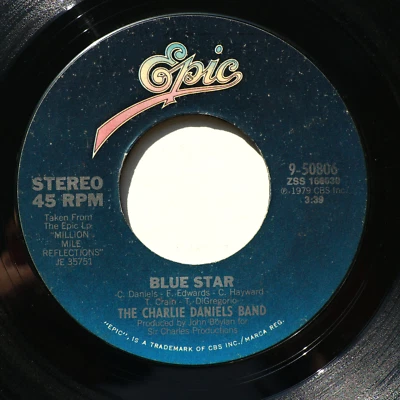 Epic
STEREO
45 RPM
Taken From
The Epic Lp
"MILLION
MILE
REFLECTIONS"
JE 35751
9-50806
ZSS 166630
℗ 1979 CBS Inc.
3:39
BLUE STAR
-C. Daniels-F. Edwards-C. Hayward-
T. Crain-T. DiGregorio
THE CHARLIE DANIELS BAND
Produced by John Boylan for
Sir Charles Productions
"EPIC", IS A TRADEMARK OF CBS INC./MARCA REG.